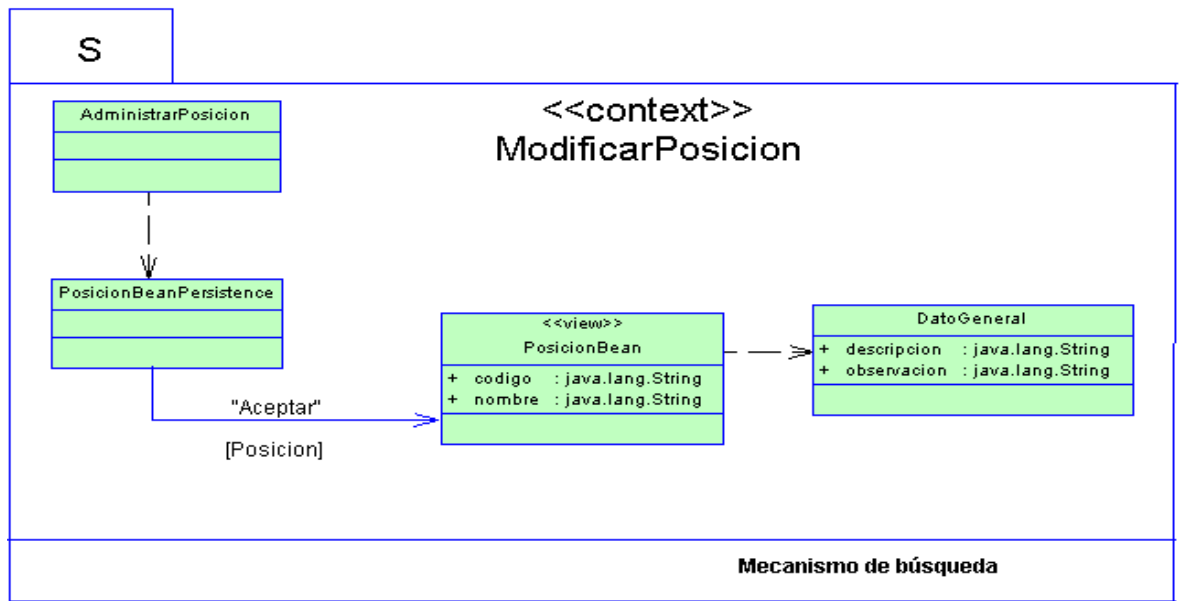 S
<<context>>
ModificarPosicion
AdministrarPosicion
PosicionBeanPersistence
"Aceptar"
[Posicion]
<<view>>
PosicionBean
+ codigo : java.lang.String
+ nombre : java.lang.String
DatoGeneral
+ descripcion : java.lang.String
+ observacion : java.lang.String
Mecanismo de búsqueda